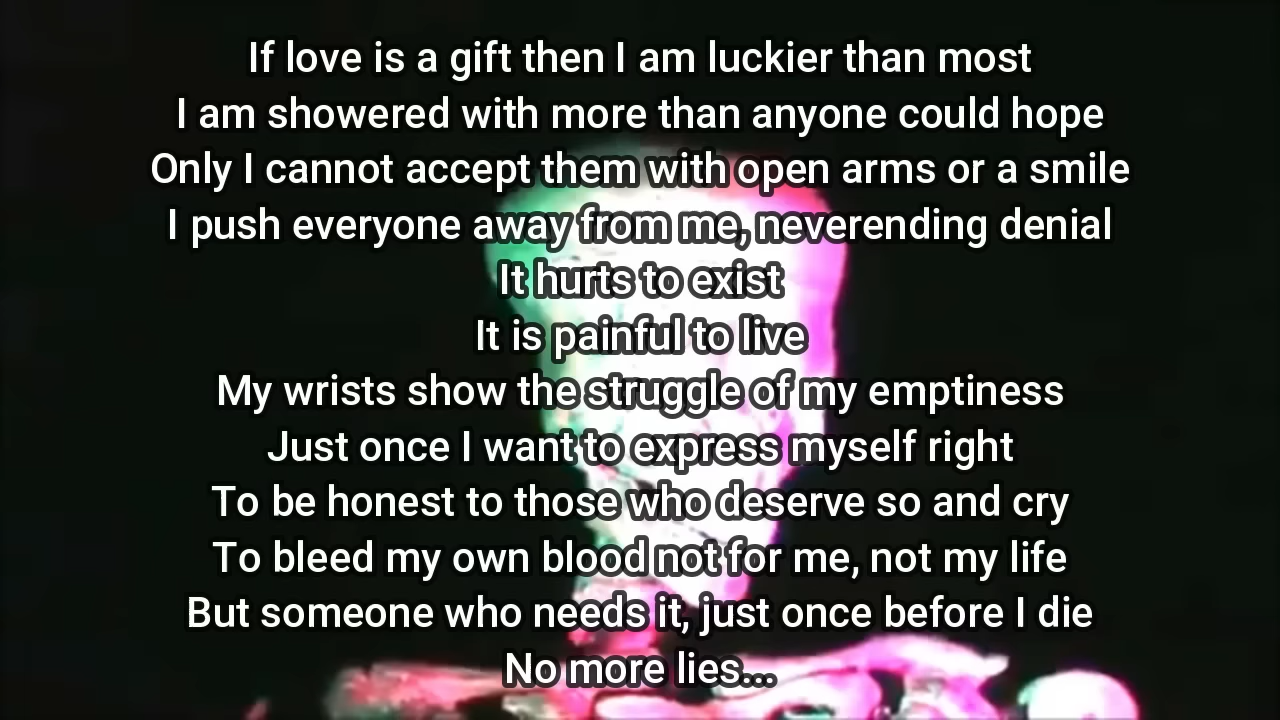 If love is a gift then I am luckier than most
I am showered with more than anyone could hope
Only I cannot accept them with open arms or a smile
I push everyone away from me, neverending denial
It hurts to exist
It is painful to live
My wrists show the struggle of my emptiness
Just once I want to express myself right
To be honest to those who deserve so and cry
To bleed my own blood not for me, not my life
But someone who needs it, just once before I die
No more lies...